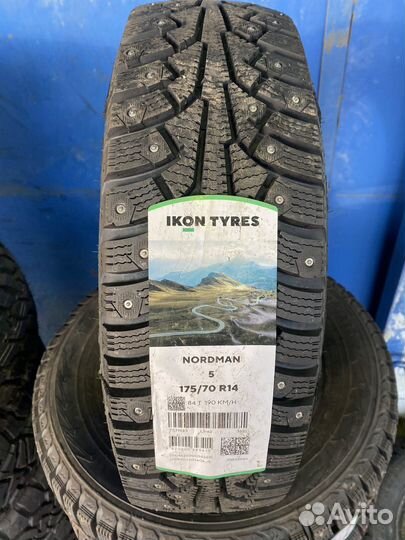 IKON TYRES
NORDMAN
5
175/70 R14
84 T 190 KM/H
Avito